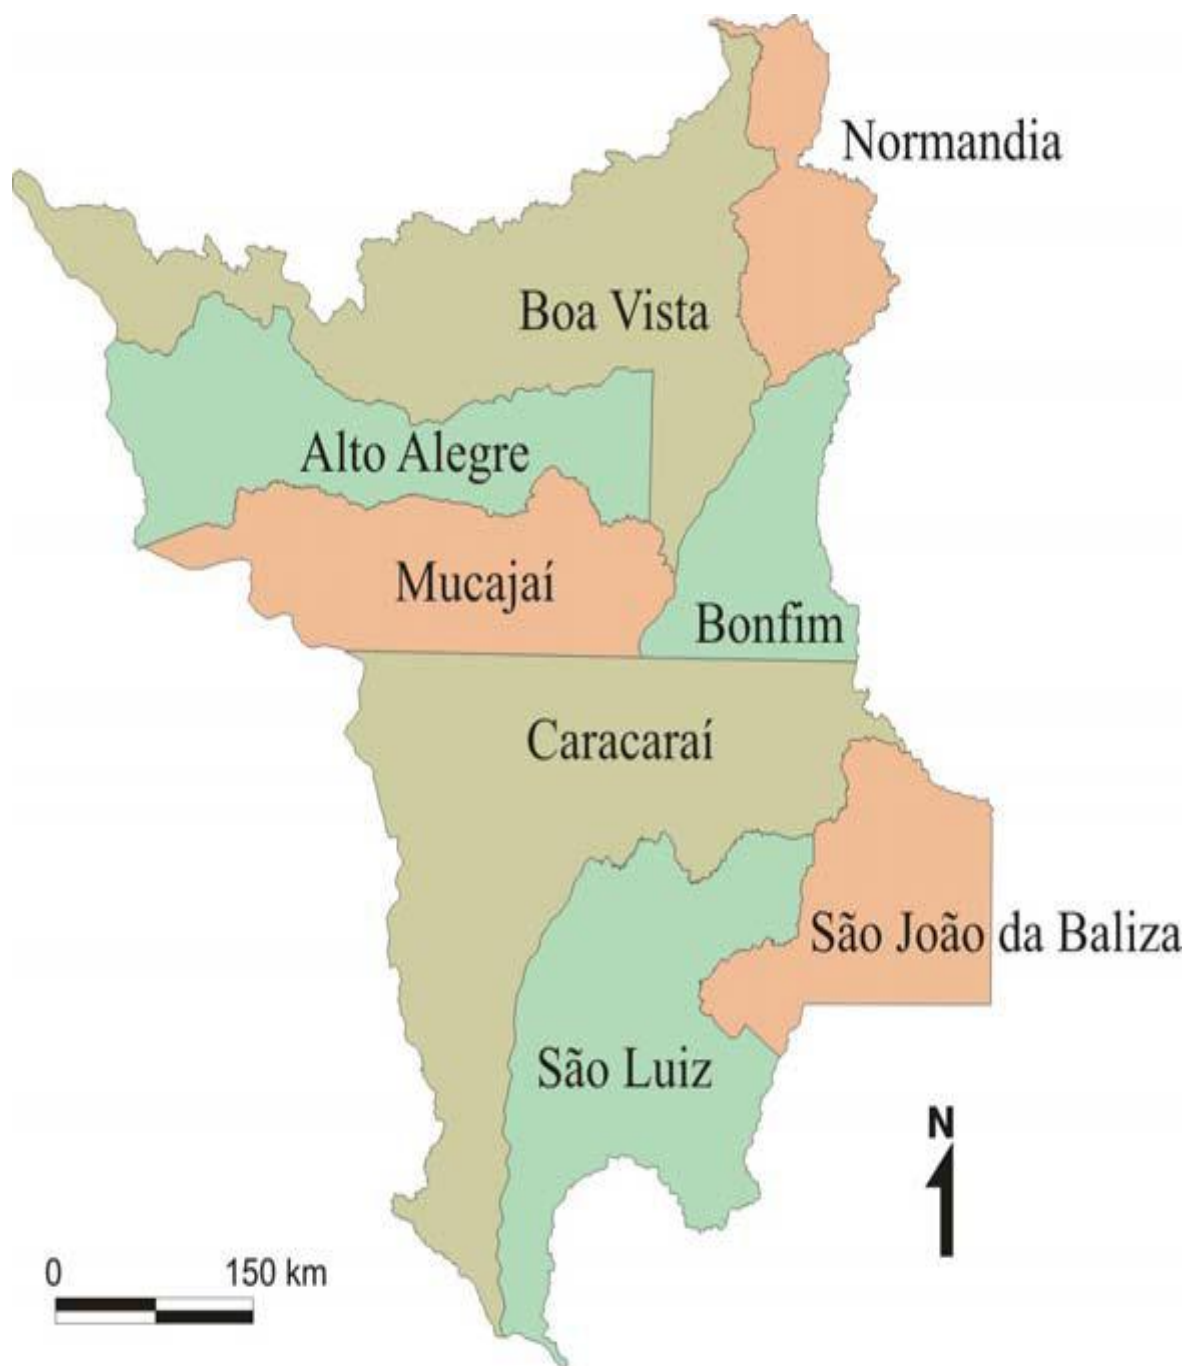 Normandia
Boa Vista
Alto Alegre
Mucajaí
Bonfim
Caracaraí
São João da Baliza
São Luiz
N
0 150 km